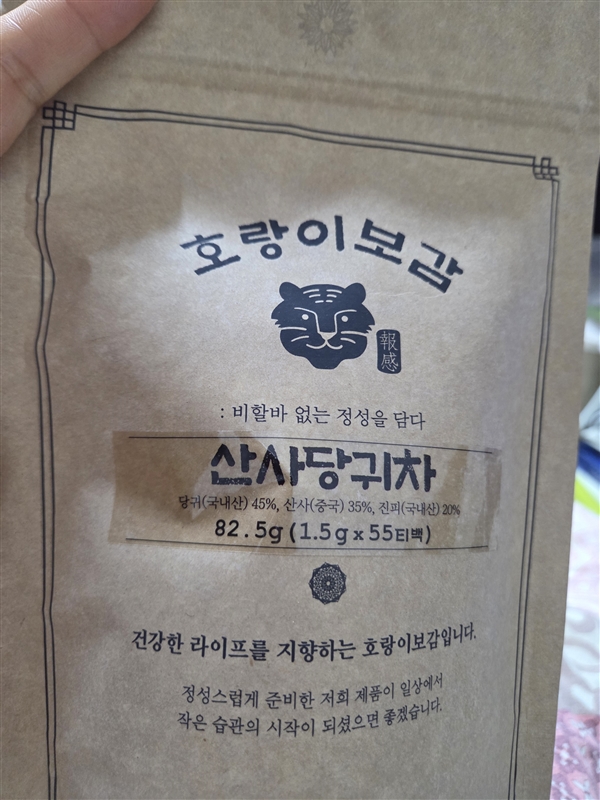 호랑이보감
報感
: 비할바 없는 정성을 담다
산사당귀차
당귀(국내산) 45%, 산사(중국) 35%, 진피(국내산) 20%
82.5g(1.5g x 55티백)
건강한 라이프를 지향하는 호랑이보감입니다.
정성스럽게 준비한 저희 제품이 일상에서
작은 습관의 시작이 되셨으면 좋겠습니다.